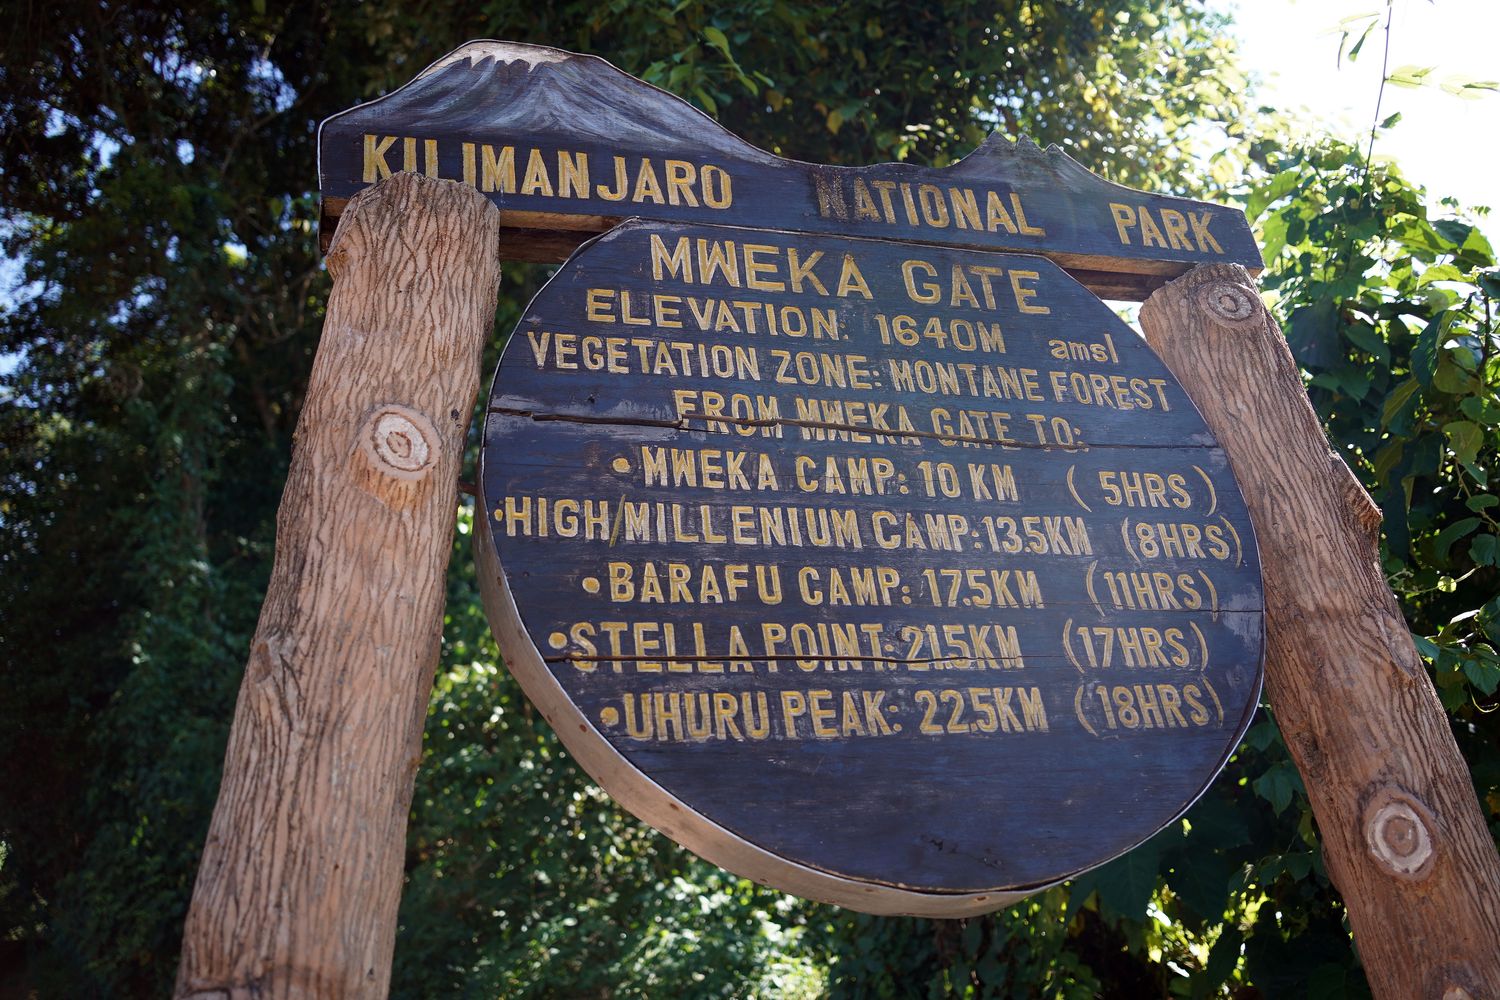 KILIMANJARO NATIONAL PARK
MWEKA GATE
ELEVATION: 1640M amsl
VEGETATION ZONE: MONTANE FOREST
FROM MWEKA GATE TO:
•MWEKA CAMP: 10 KM ( 5HRS )
•HIGH/MILLENIUM CAMP: 13.5KM (8HRS)
•BARAFU CAMP: 17.5KM (11HRS)
•STELLA POINT: 21.5KM (17HRS)
•UHURU PEAK: 22.5KM (18HRS)